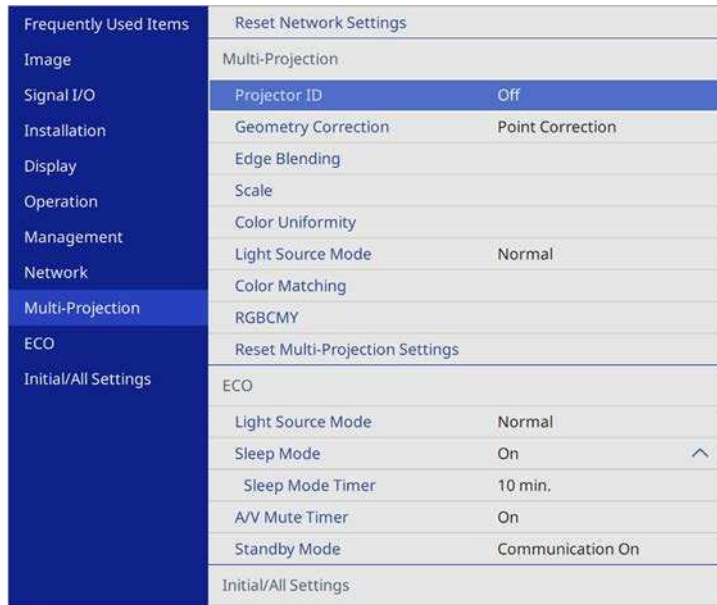 Frequently Used Items
Image
Signal I/O
Installation
Display
Operation
Management
Network
Multi-Projection
ECO
Initial/All Settings
Reset Network Settings
Multi-Projection
Projector ID Off
Geometry Correction Point Correction
Edge Blending
Scale
Color Uniformity
Light Source Mode Normal
Color Matching
RGBCMY
Reset Multi-Projection Settings
ECO
Light Source Mode Normal
Sleep Mode On
Sleep Mode Timer 10 min.
A/V Mute Timer On
Standby Mode Communication On
Initial/All Settings